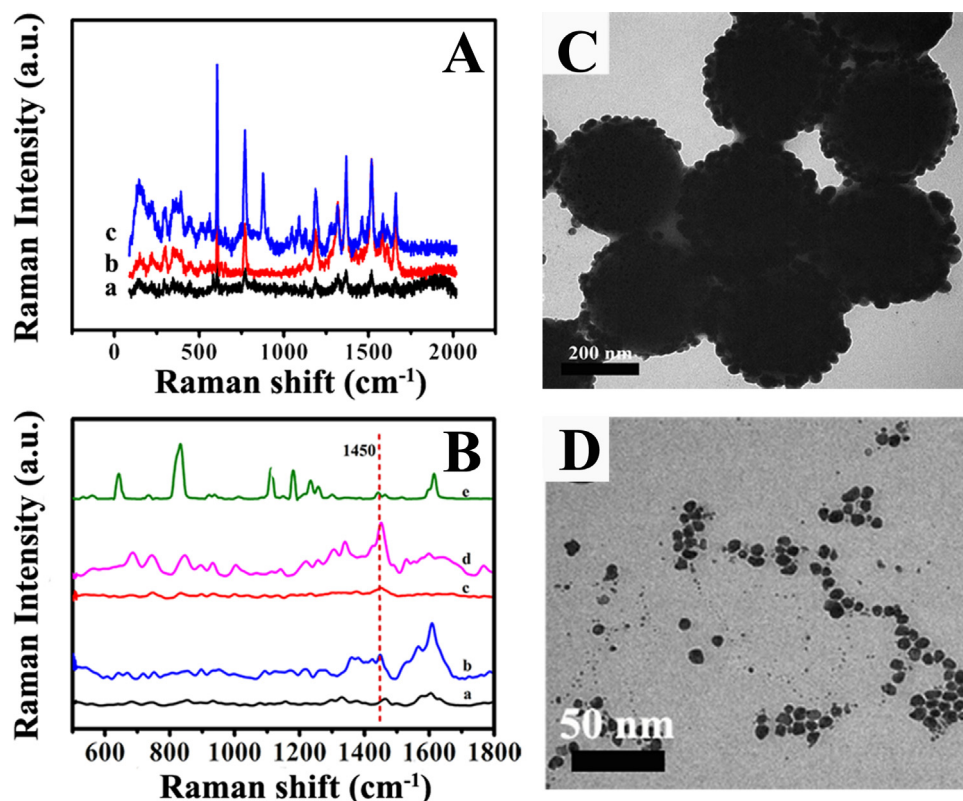 A
Raman Intensity (a.u.)
c
b
a
0 500 1000 1500 2000
Raman shift (cm⁻¹)
C
200 nm
B
Raman Intensity (a.u.)
1450
e
d
c
b
a
600 800 1000 1200 1400 1600 1800
Raman shift (cm⁻¹)
D
50 nm